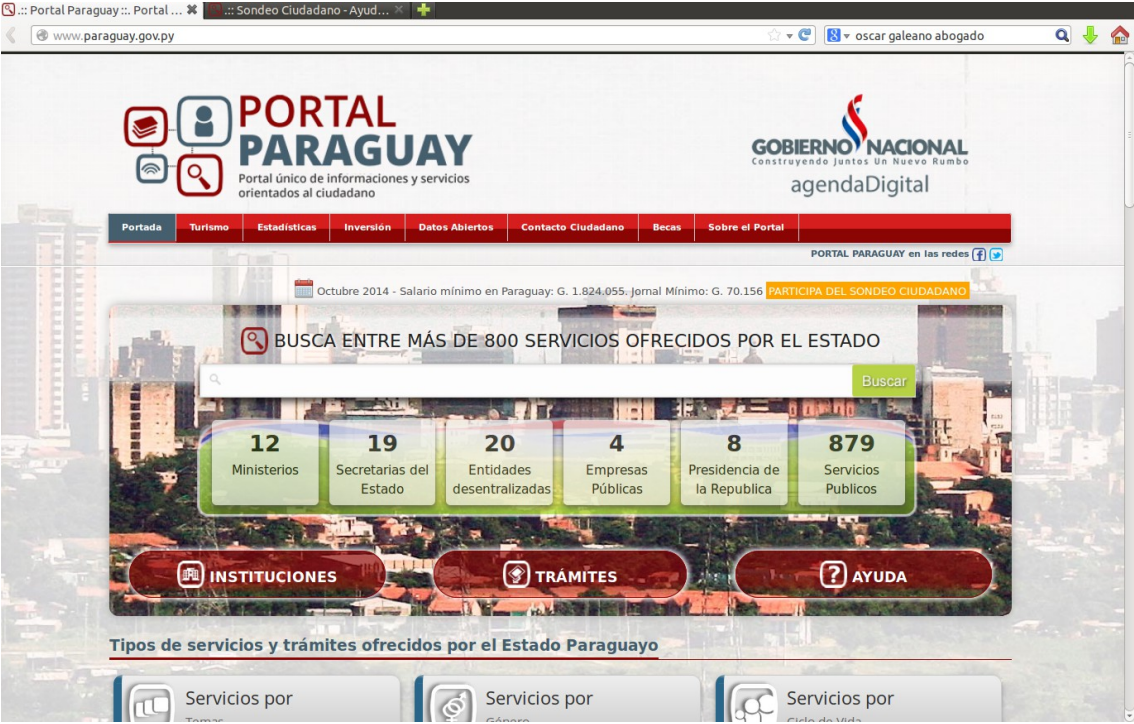 .:: Portal Paraguay ::. Portal ...
.:: Sondeo Ciudadano - Ayud...
www.paraguay.gov.py
oscar galeano abogado
PORTAL
PARAGUAY
Portal único de informaciones y servicios
orientados al ciudadano
GOBIERNO NACIONAL
Construyendo Juntos Un Nuevo Rumbo
agendaDigital
Portada Turismo Estadísticas Inversión Datos Abiertos Contacto Ciudadano Becas Sobre el Portal
PORTAL PARAGUAY en las redes
Octubre 2014 - Salario mínimo en Paraguay: G. 1.824.055. Jornal Mínimo: G. 70.156 PARTICIPA DEL SONDEO CIUDADANO
BUSCA ENTRE MÁS DE 800 SERVICIOS OFRECIDOS POR EL ESTADO
Buscar
12
Ministerios
19
Secretarias del
Estado
20
Entidades
desentralizadas
4
Empresas
Públicas
8
Presidencia de
la Republica
879
Servicios
Publicos
INSTITUCIONES
TRÁMITES
AYUDA
Tipos de servicios y trámites ofrecidos por el Estado Paraguayo
Servicios por
Temas
Servicios por
Género
Servicios por
Ciclo de Vida